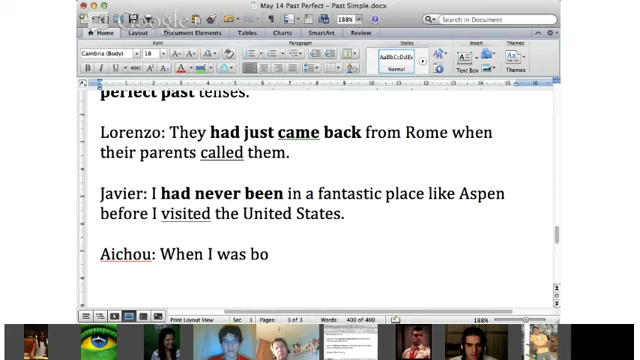 May 14 Past Perfect - Past Simple.docx
Google
188%
Search in Document
Home Layout Document Elements Tables Charts SmartArt Review
Font Paragraph Styles Insert Themes
Cambria (Body) 18
AaBbCcDdEe
Normal
Text Box Themes
perfect past tenses.
Lorenzo: They had just came back from Rome when
their parents called them.
Javier: I had never been in a fantastic place like Aspen
before I visited the United States.
Aichou: When I was bo
Print Layout View Sec 1 Pages: 3 of 3 Words: 400 of 400 188%